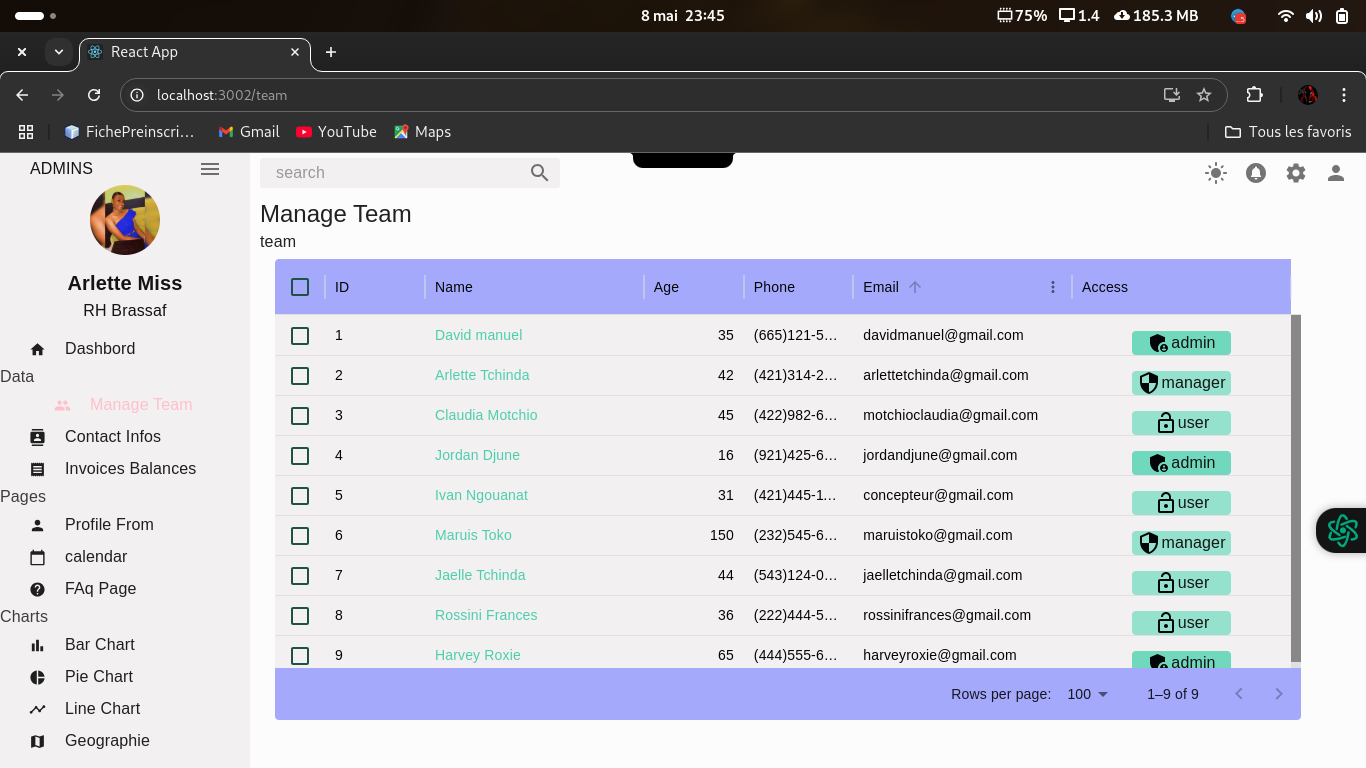 8 mai 23:45
75% 1.4 185.3 MB
React App
localhost:3002/team
FichePreinscri… Gmail YouTube Maps Tous les favoris
ADMINS
Arlette Miss
RH Brassaf
Dashbord
Data
Manage Team
Contact Infos
Invoices Balances
Pages
Profile From
calendar
FAq Page
Charts
Bar Chart
Pie Chart
Line Chart
Geographie
search
Manage Team
team
ID Name Age Phone Email Access
1 David manuel 35 (665)121-5… davidmanuel@gmail.com admin
2 Arlette Tchinda 42 (421)314-2… arlettetchinda@gmail.com manager
3 Claudia Motchio 45 (422)982-6… motchioclaudia@gmail.com user
4 Jordan Djune 16 (921)425-6… jordandjune@gmail.com admin
5 Ivan Ngouanat 31 (421)445-1… concepteur@gmail.com user
6 Maruis Toko 150 (232)545-6… maruistoko@gmail.com manager
7 Jaelle Tchinda 44 (543)124-0… jaelletchinda@gmail.com user
8 Rossini Frances 36 (222)444-5… rossinifrances@gmail.com user
9 Harvey Roxie 65 (444)555-6… harveyroxie@gmail.com admin
Rows per page: 100 1–9 of 9